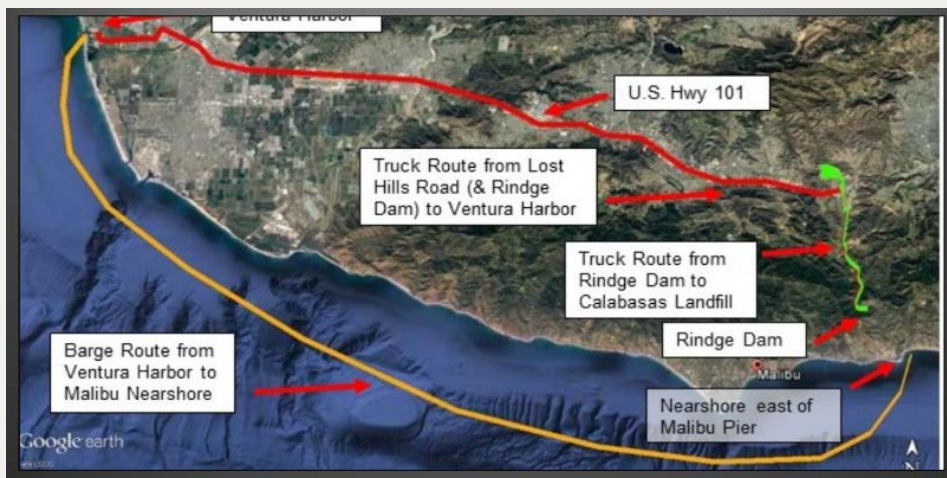 Ventura Harbor
U.S. Hwy 101
Truck Route from Lost
Hills Road (& Rindge
Dam) to Ventura Harbor
Truck Route from
Rindge Dam to
Calabasas Landfill
Rindge Dam
Barge Route from
Ventura Harbor to
Malibu Nearshore
Malibu
Nearshore east of
Malibu Pier
Google earth
N